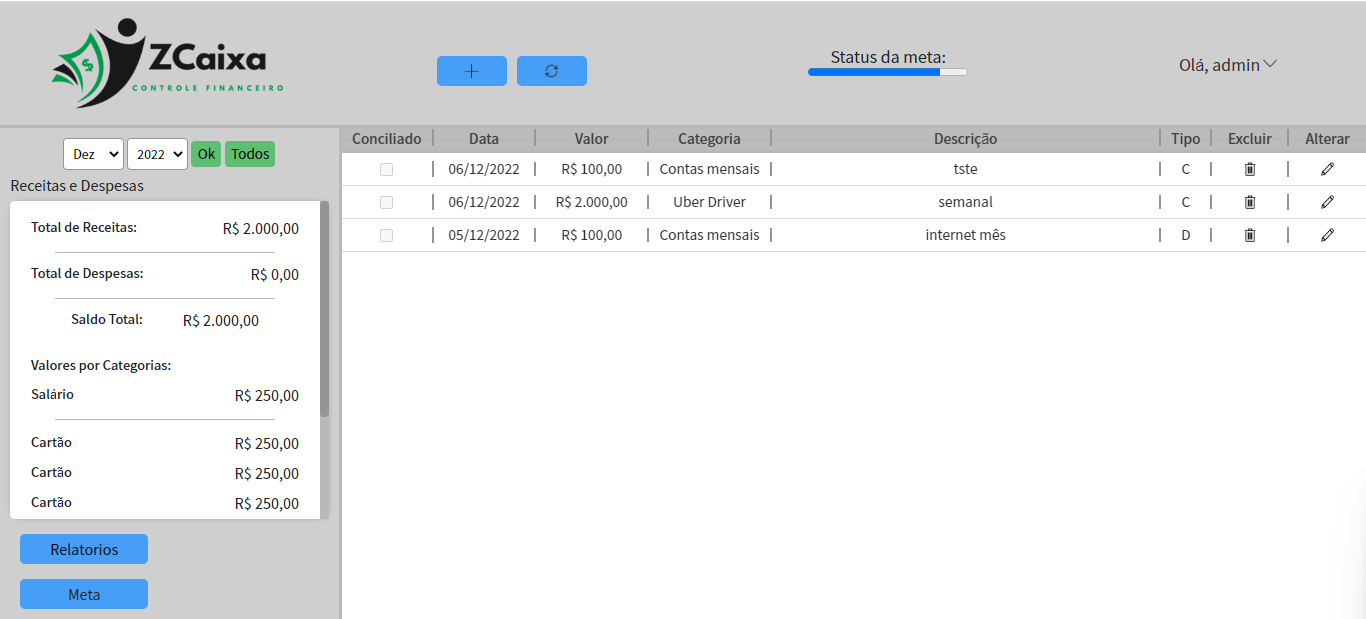 ZCaixa
CONTROLE FINANCEIRO
Status da meta:
Olá, admin
Dez 2022 Ok Todos
Receitas e Despesas
Total de Receitas: R$ 2.000,00
Total de Despesas: R$ 0,00
Saldo Total: R$ 2.000,00
Valores por Categorias:
Salário R$ 250,00
Cartão R$ 250,00
Cartão R$ 250,00
Cartão R$ 250,00
Relatorios
Meta
Conciliado | Data | Valor | Categoria | Descrição | Tipo | Excluir | Alterar
| 06/12/2022 | R$ 100,00 | Contas mensais | tste | C | |
| 06/12/2022 | R$ 2.000,00 | Uber Driver | semanal | C | |
| 05/12/2022 | R$ 100,00 | Contas mensais | internet mês | D | |